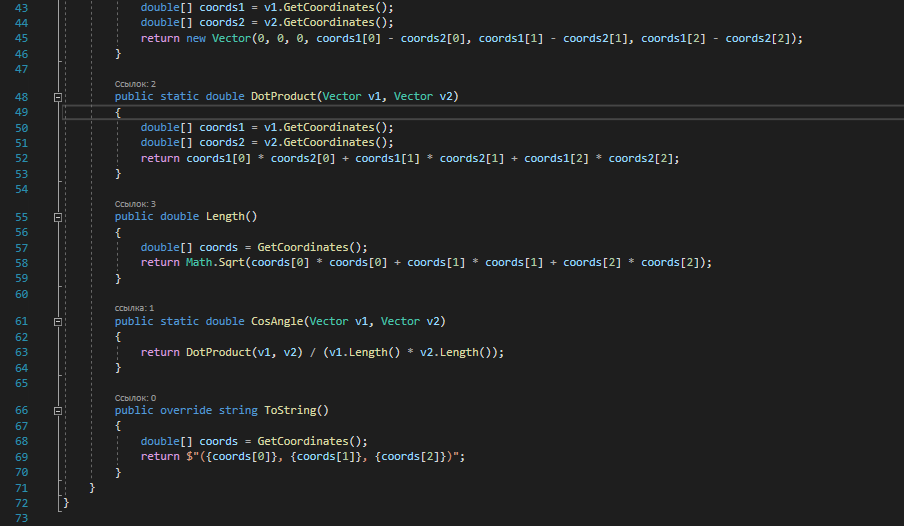 43 double[] coords1 = v1.GetCoordinates();
44 double[] coords2 = v2.GetCoordinates();
45 return new Vector(0, 0, 0, coords1[0] - coords2[0], coords1[1] - coords2[1], coords1[2] - coords2[2]);
46 }
47
Ссылок: 2
48 public static double DotProduct(Vector v1, Vector v2)
49 {
50 double[] coords1 = v1.GetCoordinates();
51 double[] coords2 = v2.GetCoordinates();
52 return coords1[0] * coords2[0] + coords1[1] * coords2[1] + coords1[2] * coords2[2];
53 }
54
Ссылок: 3
55 public double Length()
56 {
57 double[] coords = GetCoordinates();
58 return Math.Sqrt(coords[0] * coords[0] + coords[1] * coords[1] + coords[2] * coords[2]);
59 }
60
ссылка: 1
61 public static double CosAngle(Vector v1, Vector v2)
62 {
63 return DotProduct(v1, v2) / (v1.Length() * v2.Length());
64 }
65
Ссылок: 0
66 public override string ToString()
67 {
68 double[] coords = GetCoordinates();
69 return $"({coords[0]}, {coords[1]}, {coords[2]})";
70 }
71 }
72 }
73